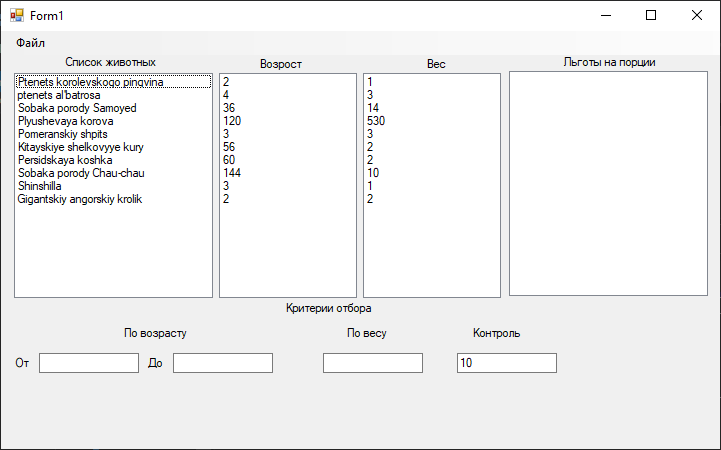 Form1
Файл
Список животных Возрост Вес Льготы на порции
Ptenets korolevskogo pingvina 2 1
ptenets al'batrosa 4 3
Sobaka porody Samoyed 36 14
Plyushevaya korova 120 530
Pomeranskiy shpits 3 3
Kitayskiye shelkovyye kury 56 2
Persidskaya koshka 60 2
Sobaka porody Chau-chau 144 10
Shinshilla 3 1
Gigantskiy angorskiy krolik 2 2
Критерии отбора
По возрасту По весу Контроль
От До 10